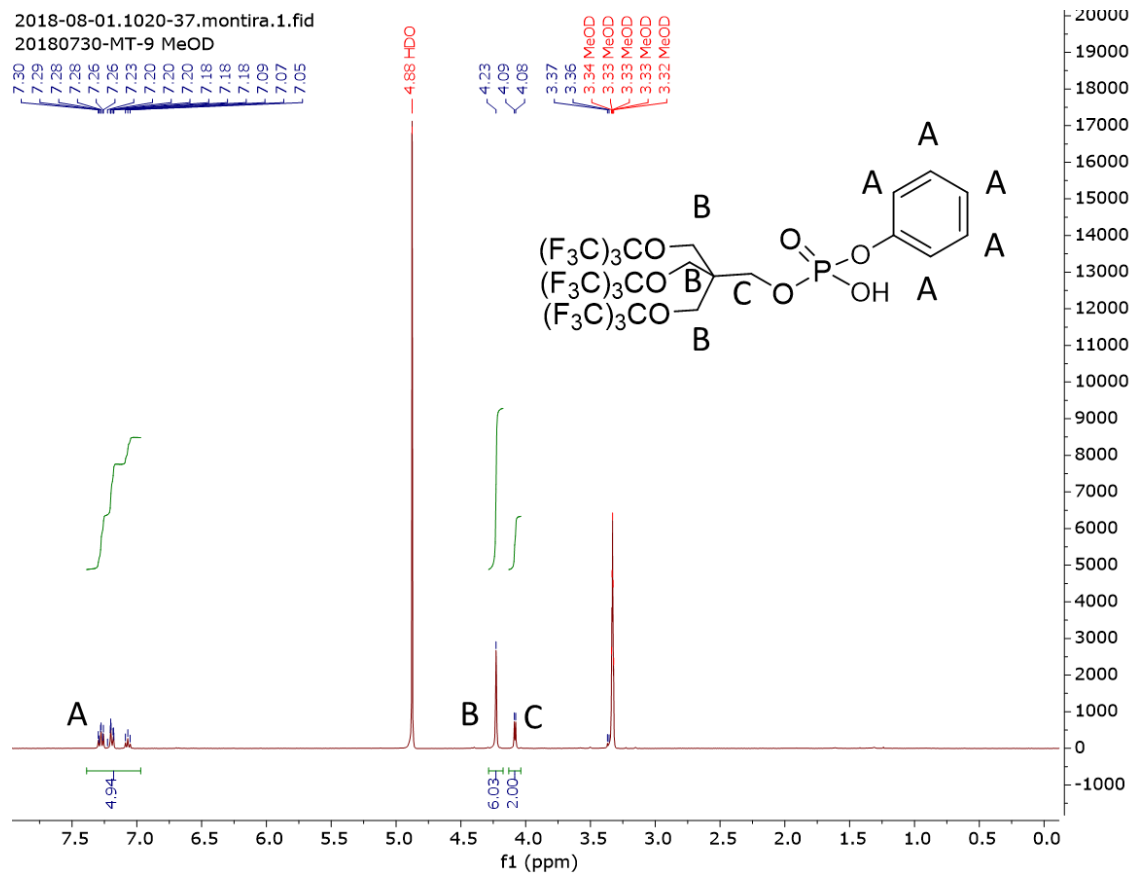 2018-08-01.1020-37.montira.1.fid
20180730-MT-9 MeOD
7.30
7.29
7.28
7.28
7.26
7.26
7.23
7.20
7.20
7.20
7.18
7.18
7.18
7.09
7.07
7.05
4.88 HDO
4.23
4.09
4.08
3.37
3.36
3.34 MeOD
3.33 MeOD
3.33 MeOD
3.33 MeOD
3.32 MeOD
20000
19000
18000
17000
16000
15000
14000
13000
12000
11000
10000
9000
8000
7000
6000
5000
4000
3000
2000
1000
0
-1000
A
A A
B
O O
(F3C)3CO A
P
(F3C)3CO B C O OH A
(F3C)3CO
B
A B C
4.94
6.03
2.00
7.5 7.0 6.5 6.0 5.5 5.0 4.5 4.0 3.5 3.0 2.5 2.0 1.5 1.0 0.5 0.0
f1 (ppm)